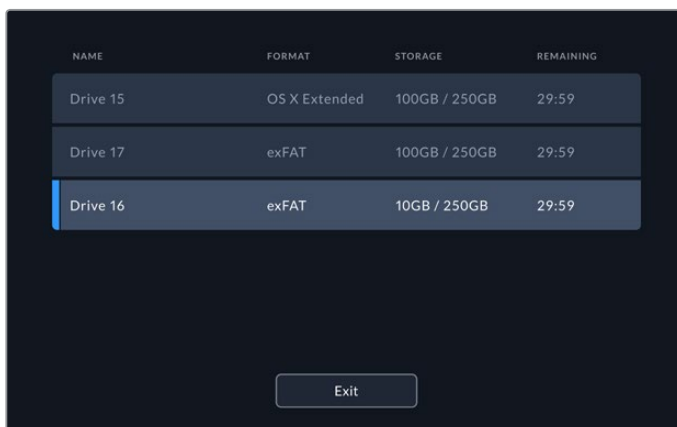 NAME FORMAT STORAGE REMAINING
Drive 15 OS X Extended 100GB / 250GB 29:59
Drive 17 exFAT 100GB / 250GB 29:59
Drive 16 exFAT 10GB / 250GB 29:59
Exit